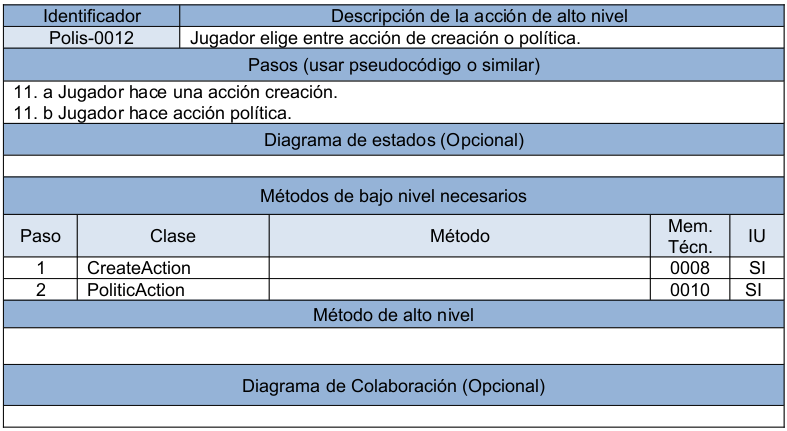 Identificador Descripción de la acción de alto nivel
Polis-0012 Jugador elige entre acción de creación o política.
Pasos (usar pseudocódigo o similar)
11. a Jugador hace una acción creación.
11. b Jugador hace acción política.
Diagrama de estados (Opcional)
Métodos de bajo nivel necesarios
Paso Clase Método Mem. Técn. IU
1 CreateAction 0008 SI
2 PoliticAction 0010 SI
Método de alto nivel
Diagrama de Colaboración (Opcional)